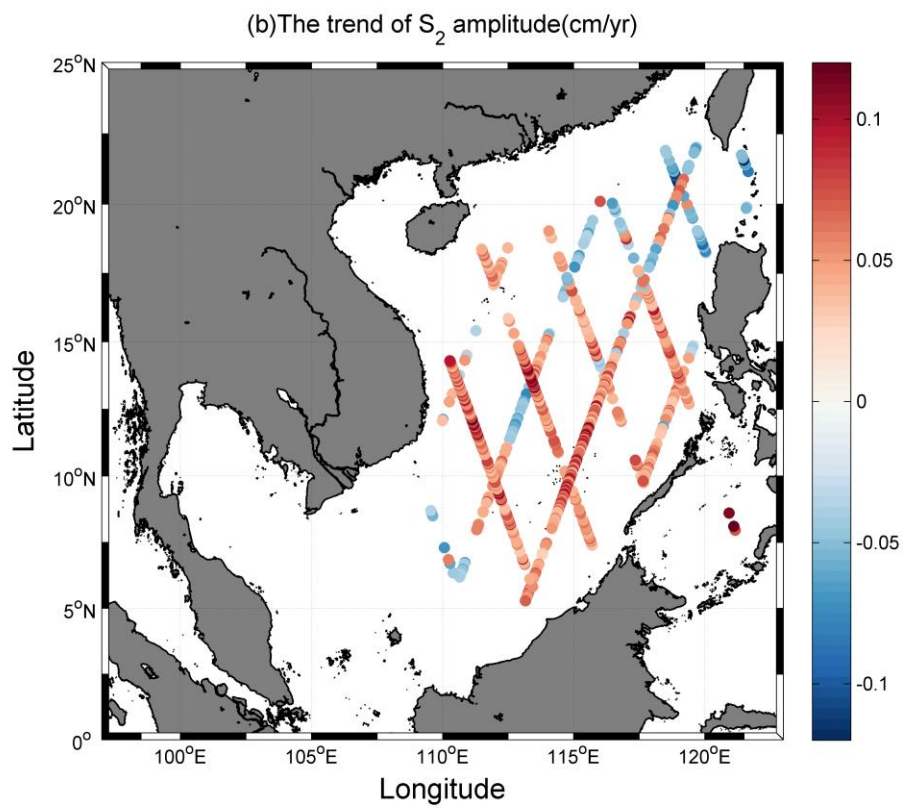 (b)The trend of S₂ amplitude(cm/yr)
25°N
20°N
15°N
10°N
5°N
0°
Latitude
100°E 105°E 110°E 115°E 120°E
Longitude
0.1
0.05
0
-0.05
-0.1